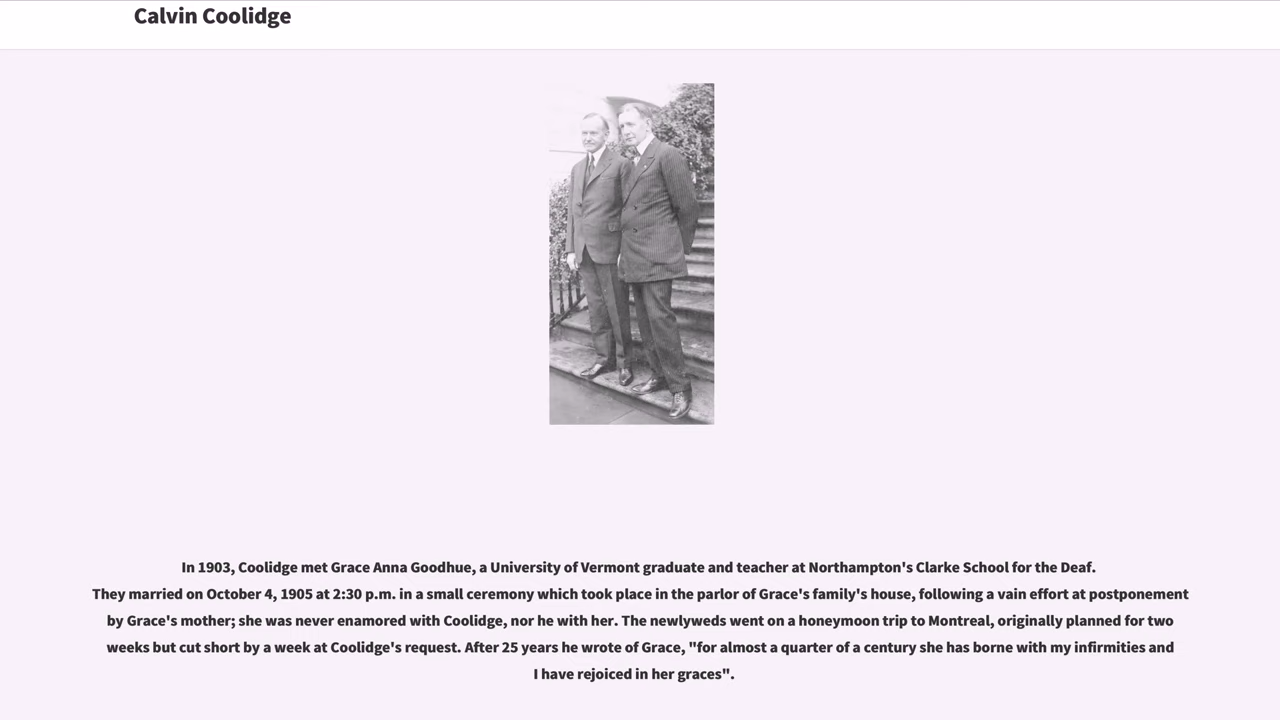 Calvin Coolidge
In 1903, Coolidge met Grace Anna Goodhue, a University of Vermont graduate and teacher at Northampton's Clarke School for the Deaf.
They married on October 4, 1905 at 2:30 p.m. in a small ceremony which took place in the parlor of Grace's family's house, following a vain effort at postponement
by Grace's mother; she was never enamored with Coolidge, nor he with her. The newlyweds went on a honeymoon trip to Montreal, originally planned for two
weeks but cut short by a week at Coolidge's request. After 25 years he wrote of Grace, "for almost a quarter of a century she has borne with my infirmities and
I have rejoiced in her graces".